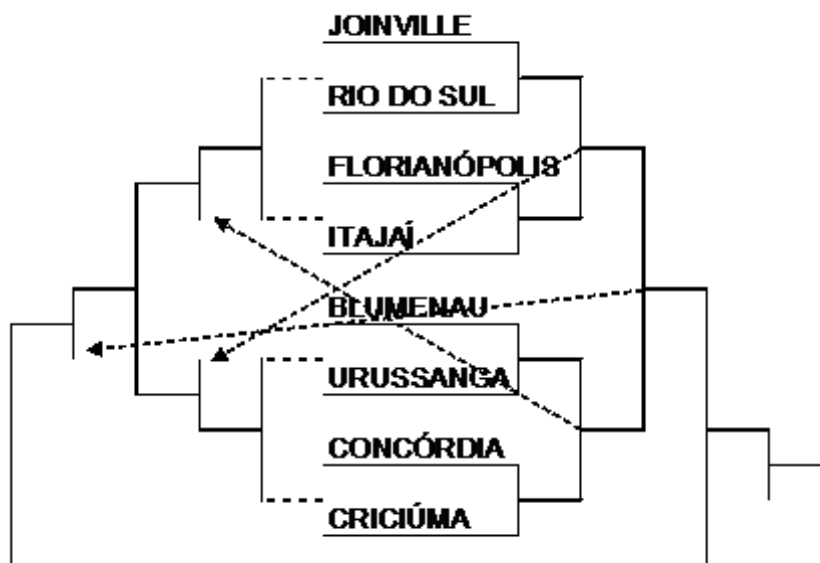 JOINVILLE
RIO DO SUL
FLORIANÓPOLIS
ITAJAÍ
BLUMENAU
URUSSANGA
CONCÓRDIA
CRICIÚMA